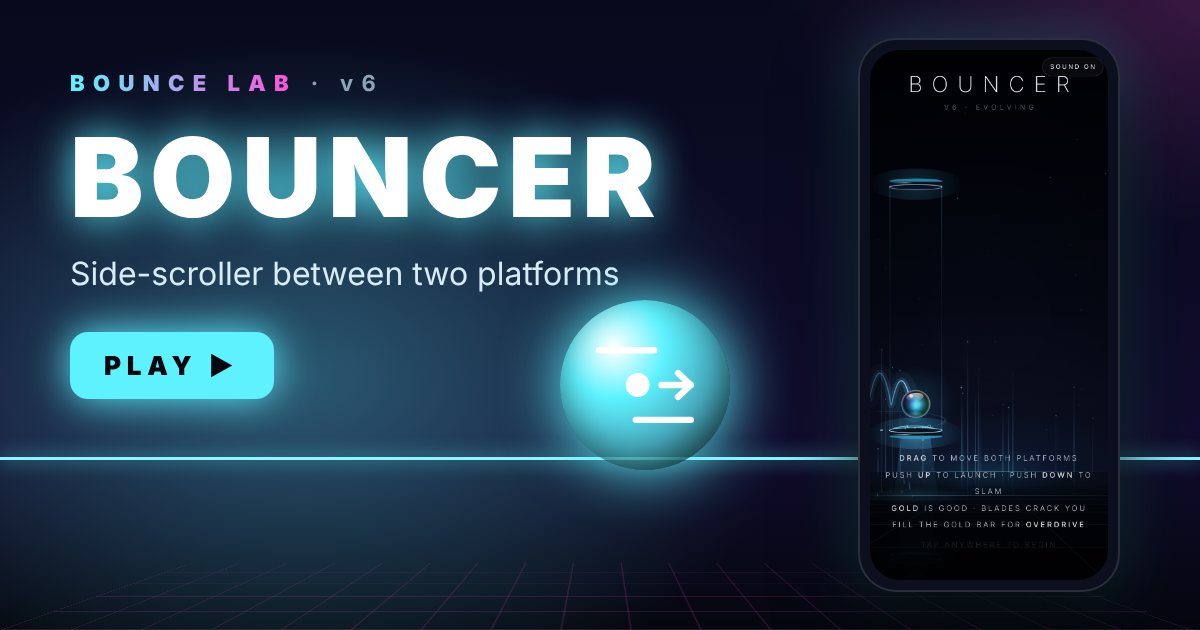 BOUNCE LAB · v6
BOUNCER
Side-scroller between two platforms
PLAY ▶
SOUND ON
BOUNCER
V6 · EVOLVING
DRAG TO MOVE BOTH PLATFORMS
PUSH UP TO LAUNCH · PUSH DOWN TO
SLAM
GOLD IS GOOD · BLADES CRACK YOU
FILL THE GOLD BAR FOR OVERDRIVE
TAP ANYWHERE TO BEGIN